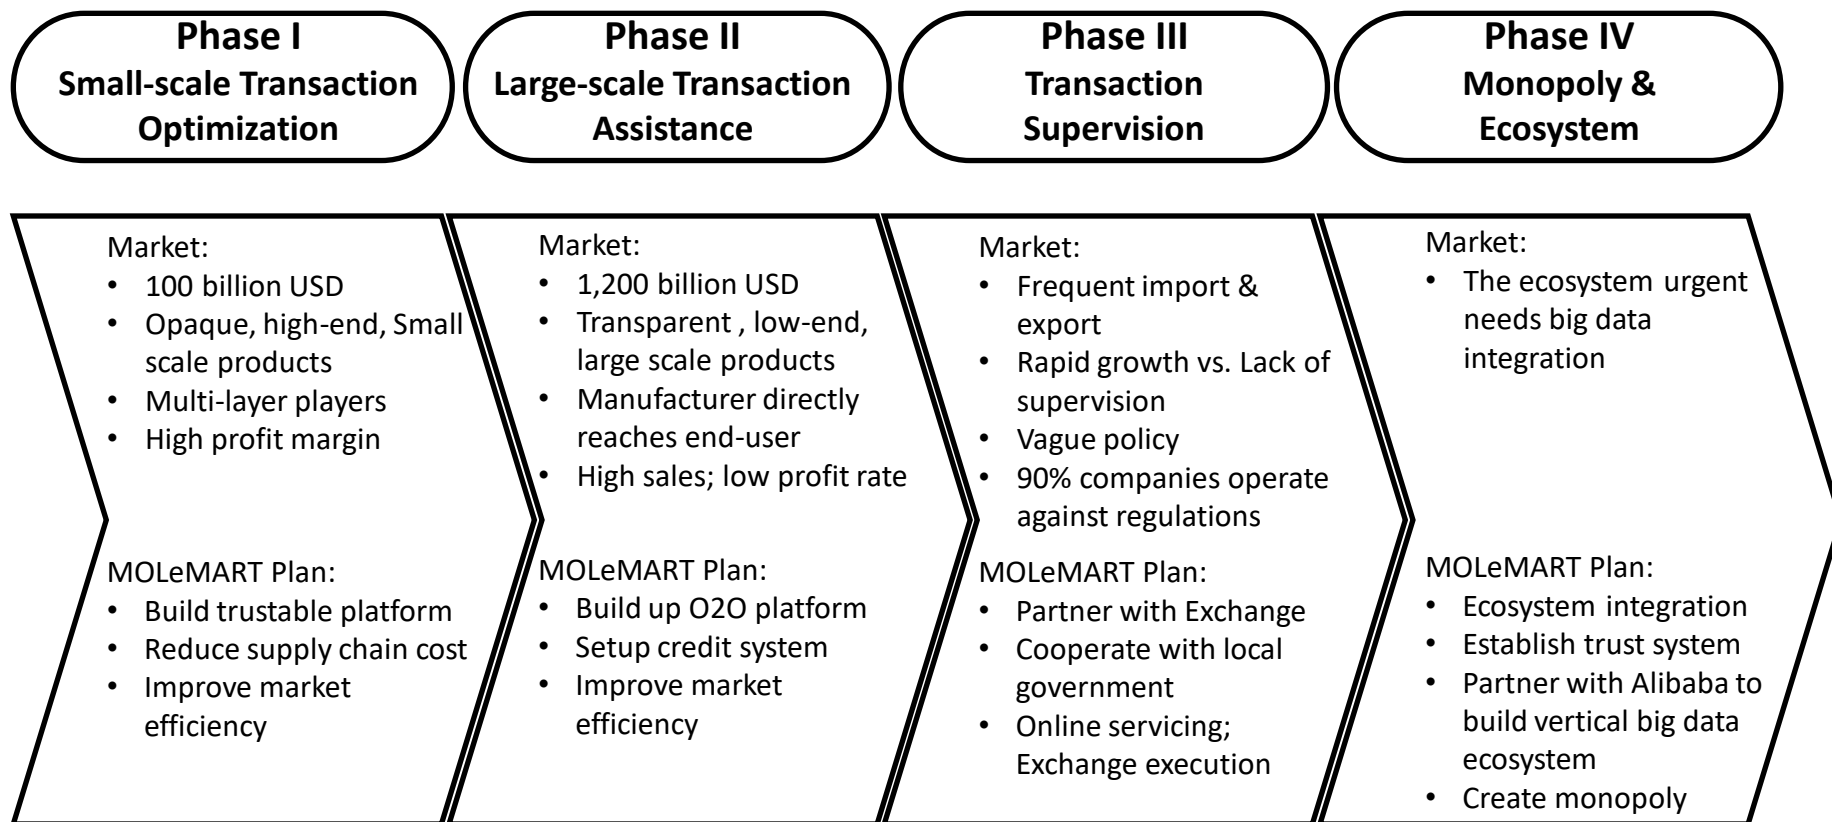 Phase I
Small-scale Transaction
Optimization
Phase II
Large-scale Transaction
Assistance
Phase III
Transaction
Supervision
Phase IV
Monopoly &
Ecosystem
Market:
• 100 billion USD
• Opaque, high-end, Small
scale products
• Multi-layer players
• High profit margin
MOLeMART Plan:
• Build trustable platform
• Reduce supply chain cost
• Improve market
efficiency
Market:
• 1,200 billion USD
• Transparent , low-end,
large scale products
• Manufacturer directly
reaches end-user
• High sales; low profit rate
MOLeMART Plan:
• Build up O2O platform
• Setup credit system
• Improve market
efficiency
Market:
• Frequent import &
export
• Rapid growth vs. Lack of
supervision
• Vague policy
• 90% companies operate
against regulations
MOLeMART Plan:
• Partner with Exchange
• Cooperate with local
government
• Online servicing;
Exchange execution
Market:
• The ecosystem urgent
needs big data
integration
MOLeMART Plan:
• Ecosystem integration
• Establish trust system
• Partner with Alibaba to
build vertical big data
ecosystem
• Create monopoly